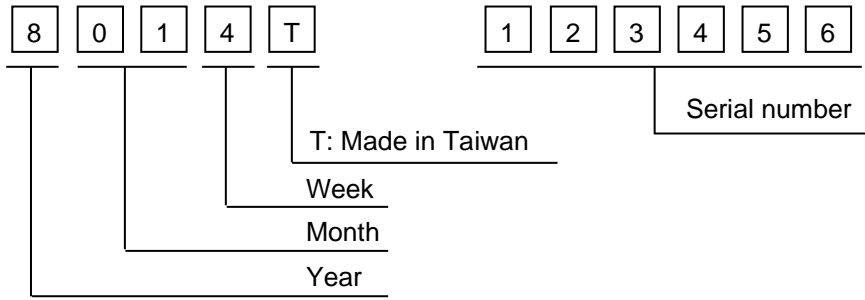 8 0 1 4 T 1 2 3 4 5 6
Serial number
T: Made in Taiwan
Week
Month
Year